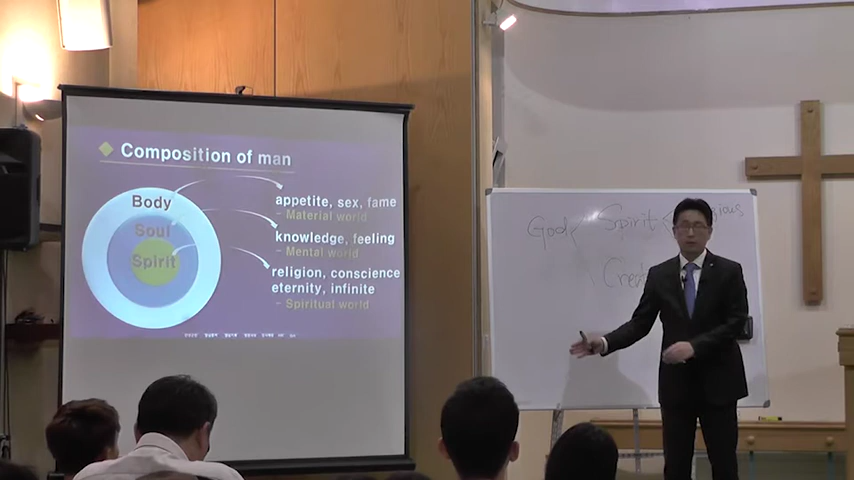 Composition of man
Body
Soul
Spirit
appetite, sex, fame
- Material world
knowledge, feeling
- Mental world
religion, conscience
eternity, infinite
- Spiritual world
God < Spirit <